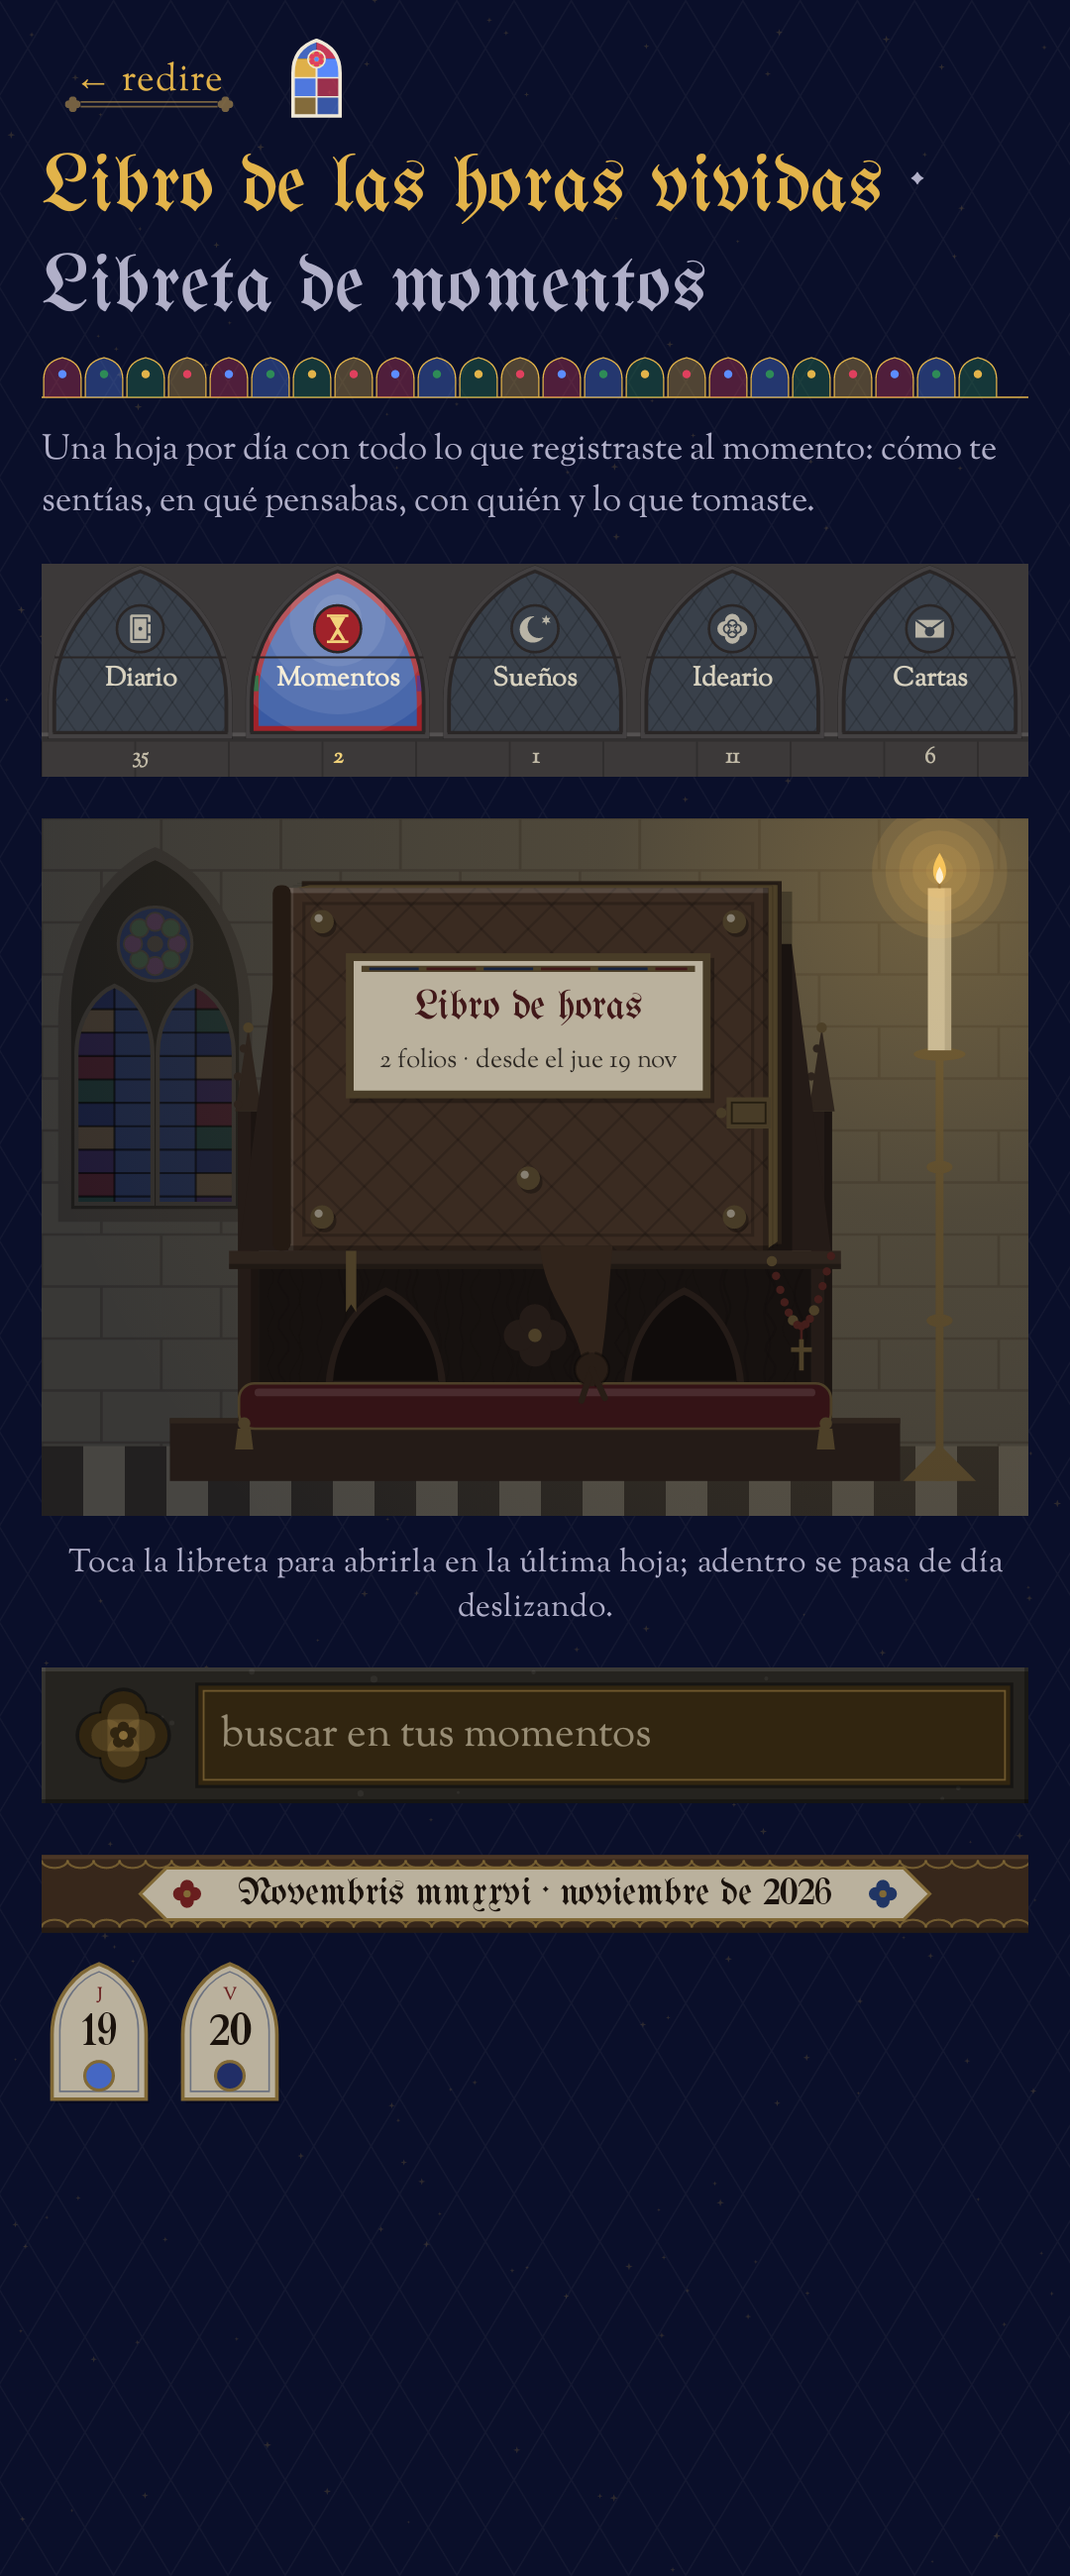 ← redire
Libro de las horas vividas
Libreta de momentos
Una hoja por día con todo lo que registraste al momento: cómo te
sentías, en qué pensabas, con quién y lo que tomaste.
Diario
Momentos
Sueños
Ideario
Cartas
35
2
1
11
6
Libro de horas
2 folios · desde el jue 19 nov
Toca la libreta para abrirla en la última hoja; adentro se pasa de día
deslizando.
buscar en tus momentos
Novembris mmxxvi · noviembre de 2026
J
19
V
20